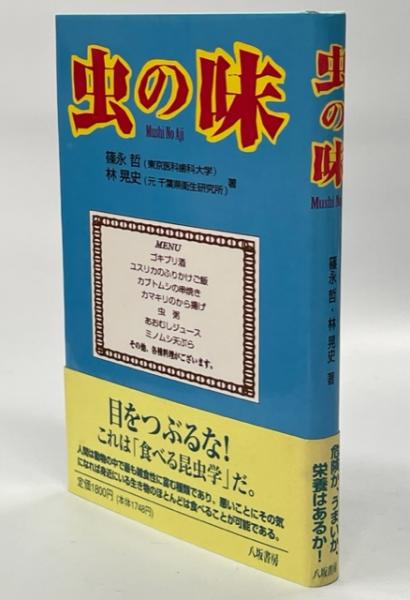 虫の味
Mushi No Aji
篠永 哲(東京医科歯科大学)
林 晃史(元 千葉県衛生研究所)
著
MENU
ゴキブリ酒
ユスリカのふりかけご飯
カブトムシの串焼き
カマキリのから揚げ
虫 粥
あおむしジュース
ミノムシ天ぷら
その他、各種料理がございます。
目をつぶるな!
これは「食べる昆虫学」だ。
人間は動物の中で最も雑食性に富む種類であり、悪いことにその気
になれば身近にいる生き物のほとんどは食べることが可能である。
定価1800円(本体1748円)
八坂書房
虫の味
Mushi No
篠永 哲・林 晃史 著
危険か、うまいか、
栄養はあるか!
八坂書房